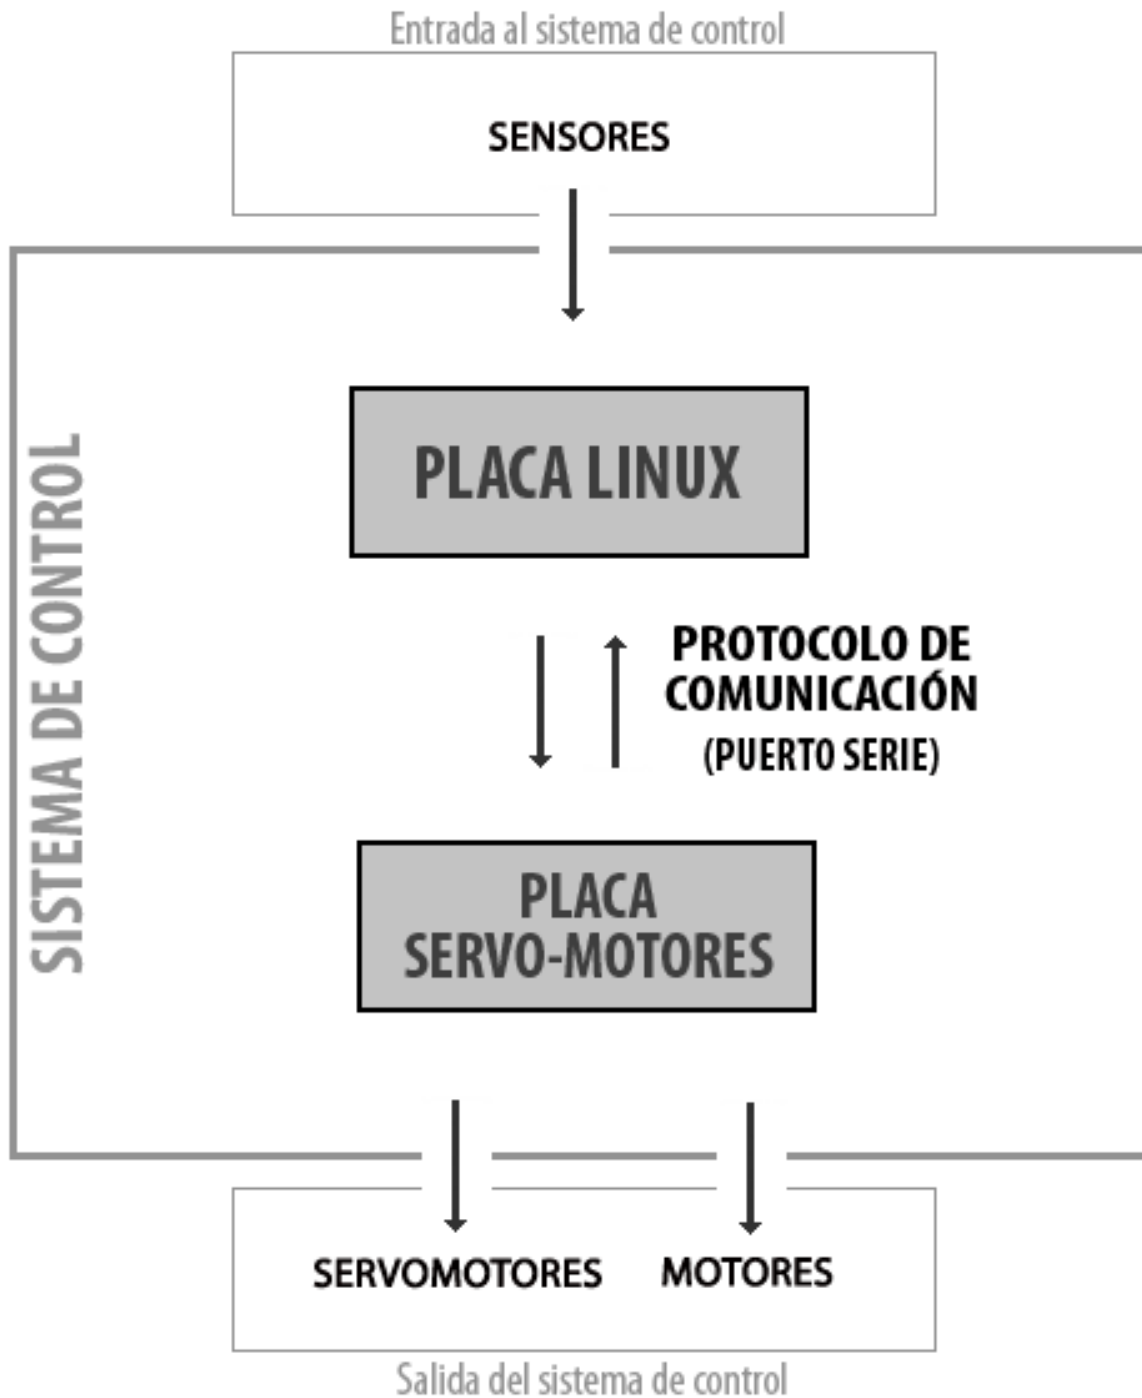 Entrada al sistema de control
SENSORES
SISTEMA DE CONTROL
PLACA LINUX
PROTOCOLO DE
COMUNICACIÓN
(PUERTO SERIE)
PLACA
SERVO-MOTORES
SERVOMOTORES MOTORES
Salida del sistema de control